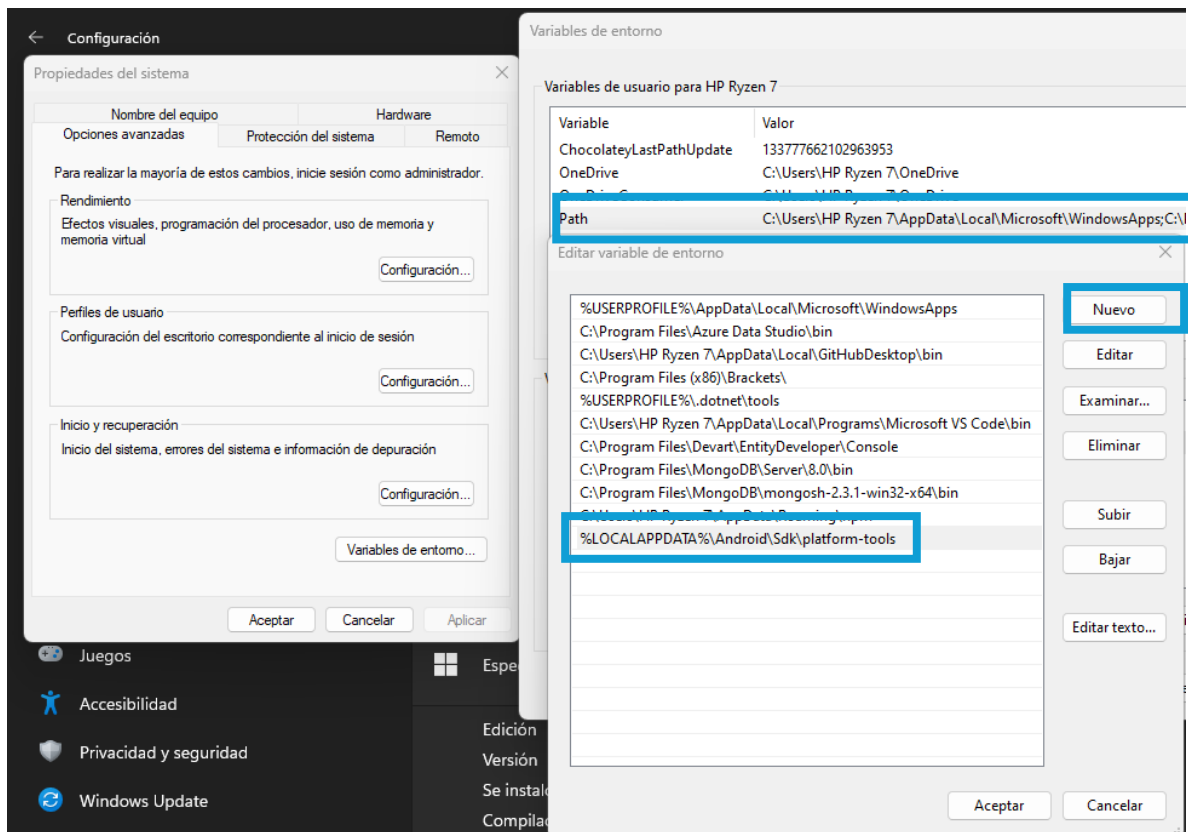 Configuración
Propiedades del sistema
Nombre del equipo
Hardware
Opciones avanzadas
Protección del sistema
Remoto
Para realizar la mayoría de estos cambios, inicie sesión como administrador.
Rendimiento
Efectos visuales, programación del procesador, uso de memoria y
memoria virtual
Configuración...
Perfiles de usuario
Configuración del escritorio correspondiente al inicio de sesión
Configuración...
Inicio y recuperación
Inicio del sistema, errores del sistema e información de depuración
Configuración...
Variables de entorno...
Aceptar
Cancelar
Aplicar
Juegos
Accesibilidad
Privacidad y seguridad
Windows Update
Edición
Versión
Variables de entorno
Variables de usuario para HP Ryzen 7
Variable
Valor
ChocolateyLastPathUpdate
133777662102963953
OneDrive
C:\Users\HP Ryzen 7\OneDrive
Path
C:\Users\HP Ryzen 7\AppData\Local\Microsoft\WindowsApps;C:\
Editar variable de entorno
%USERPROFILE%\AppData\Local\Microsoft\WindowsApps
C:\Program Files\Azure Data Studio\bin
C:\Users\HP Ryzen 7\AppData\Local\GitHubDesktop\bin
C:\Program Files (x86)\Brackets\
%USERPROFILE%\.dotnet\tools
C:\Users\HP Ryzen 7\AppData\Local\Programs\Microsoft VS Code\bin
C:\Program Files\Devart\EntityDeveloper\Console
C:\Program Files\MongoDB\Server\8.0\bin
C:\Program Files\MongoDB\mongosh-2.3.1-win32-x64\bin
%LOCALAPPDATA%\Android\Sdk\platform-tools
Nuevo
Editar
Examinar...
Eliminar
Subir
Bajar
Editar texto...
Aceptar
Cancelar